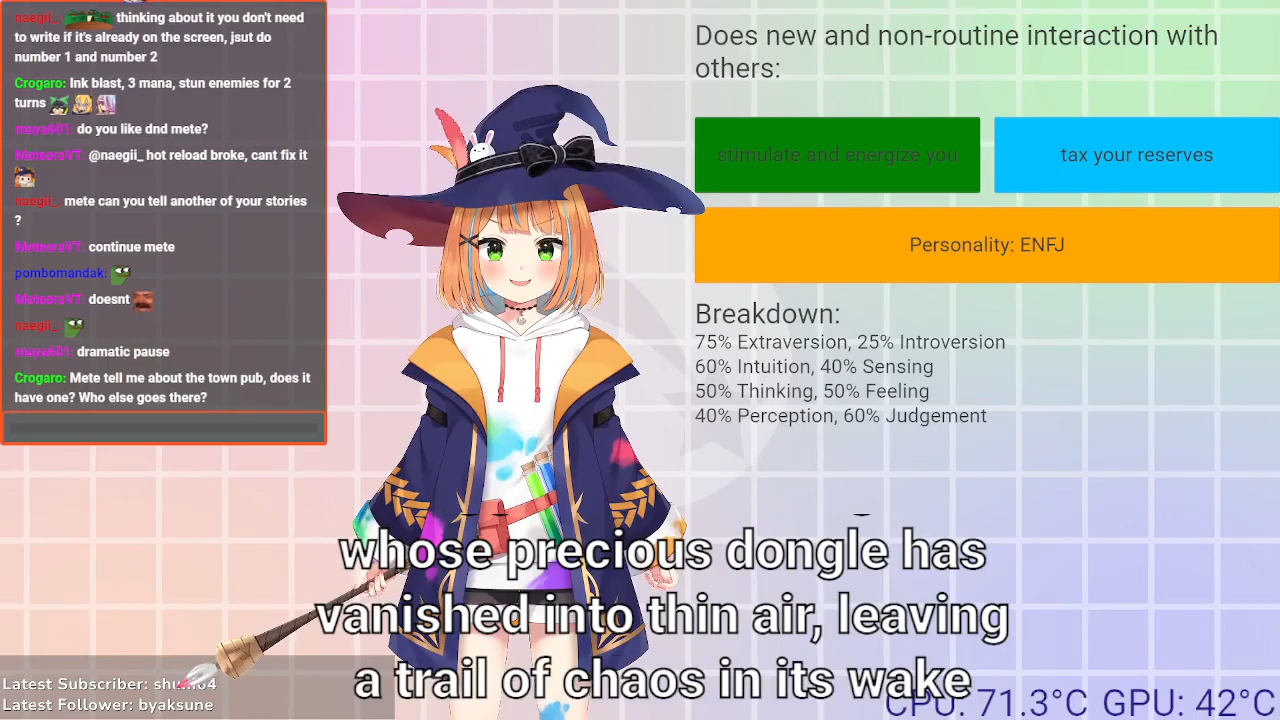 naegii_: thinking about it you don't need
to write if it's already on the screen, jsut do
number 1 and number 2
Crogaro: Ink blast, 3 mana, stun enemies for 2
turns
maya601: do you like dnd mete?
MeteoraVT: @naegii_ hot reload broke, cant fix it
naegii_: mete can you tell another of your stories
?
MeteoraVT: continue mete
pombomandak:
MeteoraVT: doesnt
naegii_:
maya601: dramatic pause
Crogaro: Mete tell me about the town pub, does it
have one? Who else goes there?
Does new and non-routine interaction with
others:
stimulate and energize you
tax your reserves
Personality: ENFJ
Breakdown:
75% Extraversion, 25% Introversion
60% Intuition, 40% Sensing
50% Thinking, 50% Feeling
40% Perception, 60% Judgement
whose precious dongle has
vanished into thin air, leaving
a trail of chaos in its wake
Latest Subscriber:
Latest Follower: byaksune
CPU: 71.3°C GPU: 42°C